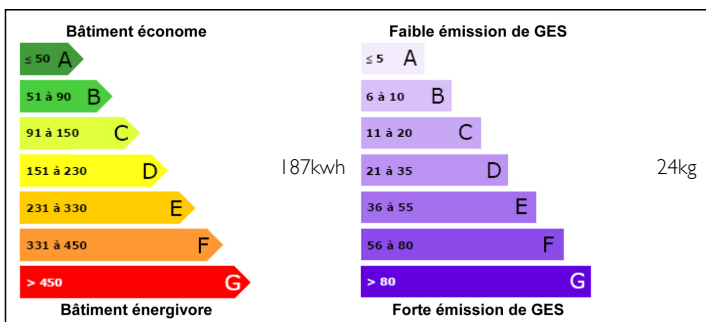 Bâtiment économe
≤ 50 A
51 à 90 B
91 à 150 C
151 à 230 D
187kwh
231 à 330 E
331 à 450 F
> 450 G
Bâtiment énergivore
Faible émission de GES
≤ 5 A
6 à 10 B
11 à 20 C
21 à 35 D
24kg
36 à 55 E
56 à 80 F
> 80 G
Forte émission de GES